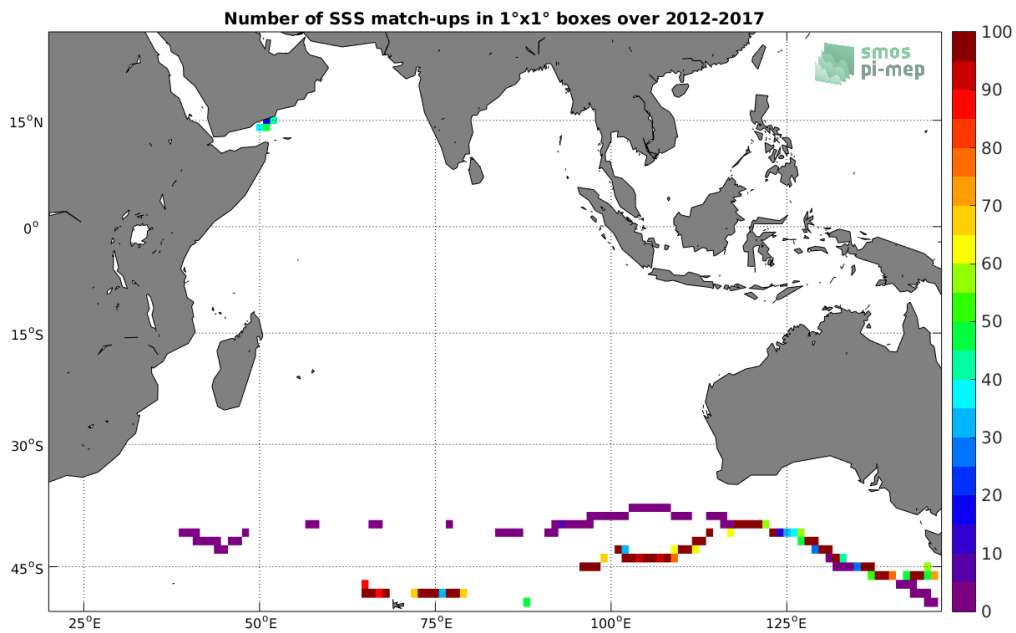 Number of SSS match-ups in 1°x1° boxes over 2012-2017
smos
pi-mep
100
90
80
70
60
50
40
30
20
10
0
15°N
0°
15°S
30°S
45°S
25°E
50°E
75°E
100°E
125°E